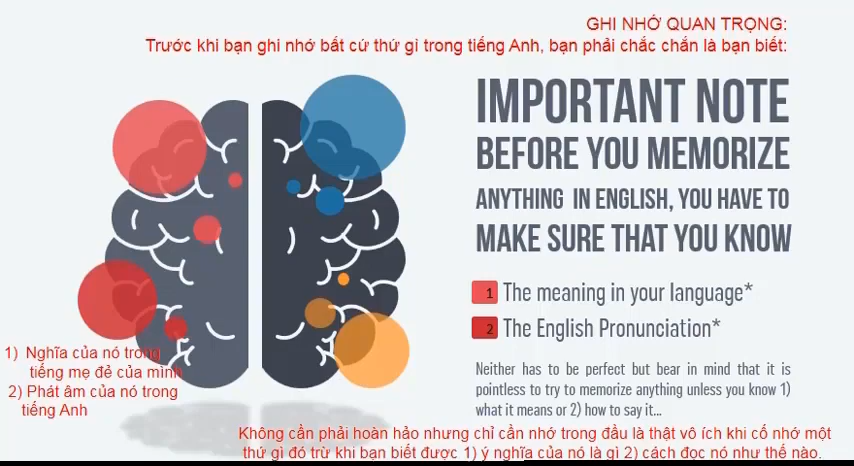 GHI NHỚ QUAN TRỌNG:
Trước khi bạn ghi nhớ bất cứ thứ gì trong tiếng Anh, bạn phải chắc chắn là bạn biết:
IMPORTANT NOTE
BEFORE YOU MEMORIZE
ANYTHING IN ENGLISH, YOU HAVE TO
MAKE SURE THAT YOU KNOW
1 The meaning in your language*
2 The English Pronunciation*
1) Nghĩa của nó trong
tiếng mẹ đẻ của mình
2) Phát âm của nó trong
tiếng Anh
Neither has to be perfect but bear in mind that it is
pointless to try to memorize anything unless you know 1)
what it means or 2) how to say it...
Không cần phải hoàn hảo nhưng chỉ cần nhớ trong đầu là thật vô ích khi cố nhớ một
thứ gì đó trừ khi bạn biết được 1) ý nghĩa của nó là gì 2) cách đọc nó như thế nào.